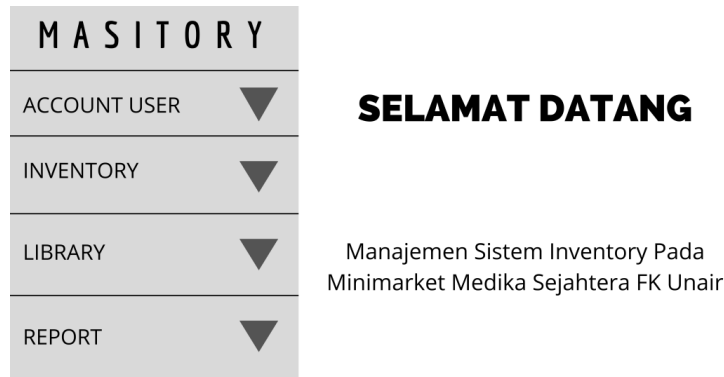 MASITORY
ACCOUNT USER
INVENTORY
LIBRARY
REPORT
SELAMAT DATANG
Manajemen Sistem Inventory Pada
Minimarket Medika Sejahtera FK Unair